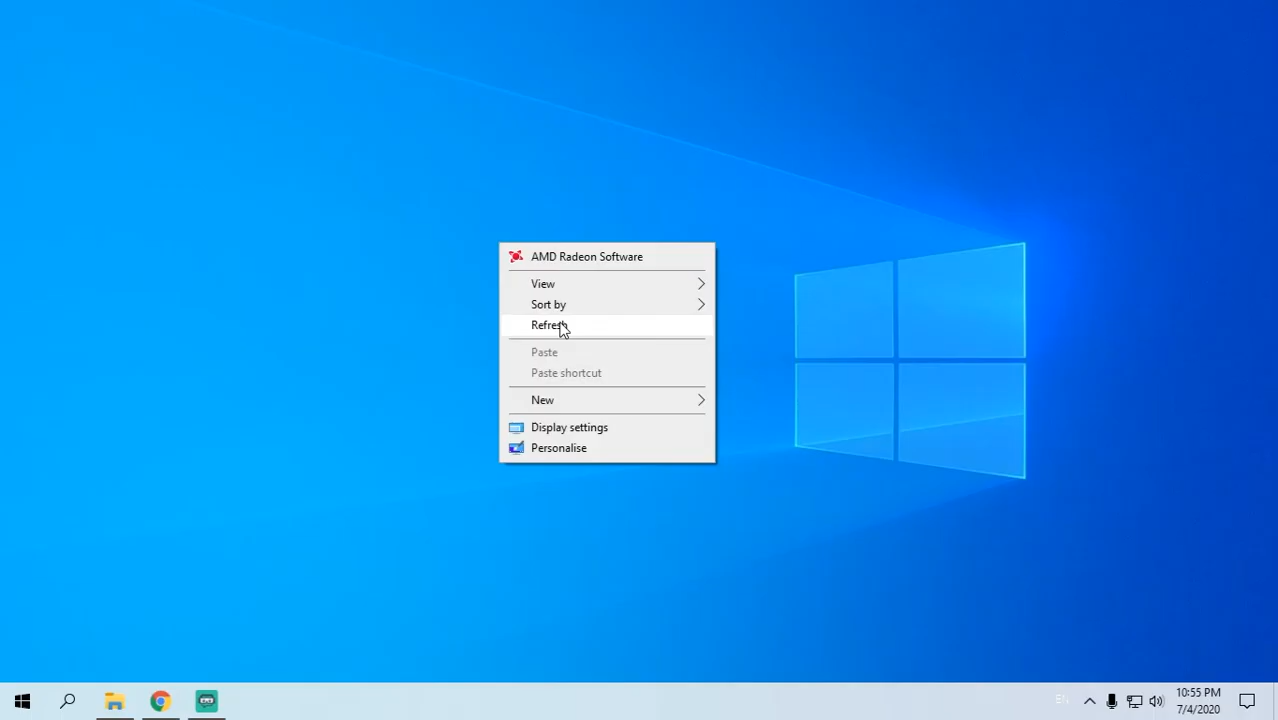 AMD Radeon Software
View
Sort by
Refresh
Paste
Paste shortcut
New
Display settings
Personalise
EN
10:55 PM
7/4/2020